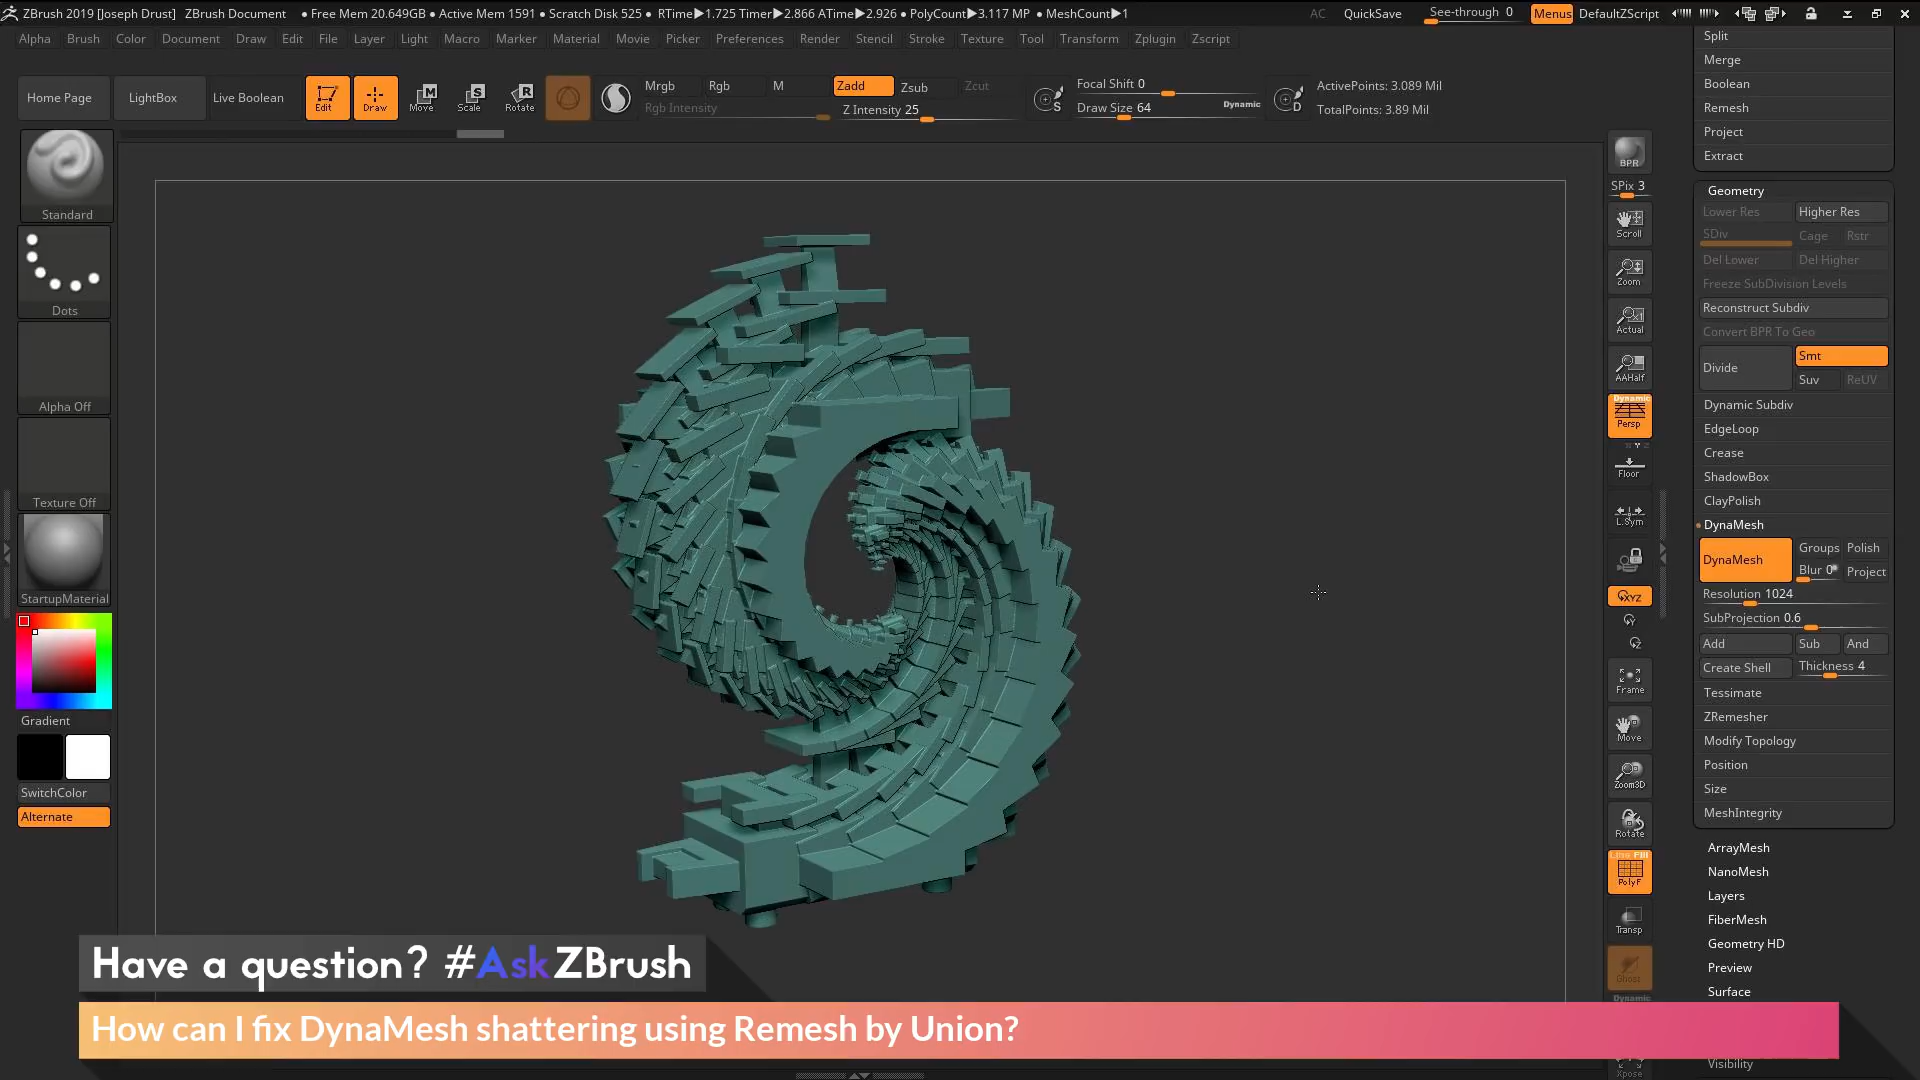 ZBrush 2019 [Joseph Drust] ZBrush Document • Free Mem 20.649GB • Active Mem 1591 • Scratch Disk 525 • RTime▶1.725 Timer▶2.866 ATime▶2.926 • PolyCount▶3.117 MP • MeshCount▶1 AC QuickSave See-through 0 Menus DefaultZScript
Alpha Brush Color Document Draw Edit File Layer Light Macro Marker Material Movie Picker Preferences Render Stencil Stroke Texture Tool Transform Zplugin Zscript
Home Page LightBox Live Boolean Edit Draw Move Scale Rotate
Mrgb Rgb M Zadd Zsub Zcut
Rgb Intensity Z Intensity 25
S Focal Shift 0
Draw Size 64 Dynamic
D ActivePoints: 3.089 Mil
TotalPoints: 3.89 Mil
Standard
Dots
Alpha Off
Texture Off
StartupMaterial
Gradient
SwitchColor
Alternate
BPR
SPix 3
Scroll
Zoom
Actual
AAHalf
Dynamic
Persp
Floor
L.Sym
XYZ
Y
Z
Frame
Move
Zoom3D
Rotate
Line Fill
PolyF
Transp
Ghost
Dynamic
Xpose
Split
Merge
Boolean
Remesh
Project
Extract
Geometry
Lower Res Higher Res
SDiv Cage Rstr
Del Lower Del Higher
Freeze SubDivision Levels
Reconstruct Subdiv
Convert BPR To Geo
Divide Smt
Suv ReUV
Dynamic Subdiv
EdgeLoop
Crease
ShadowBox
ClayPolish
DynaMesh
DynaMesh Groups Polish
Blur 0 Project
Resolution 1024
SubProjection 0.6
Add Sub And
Create Shell Thickness 4
Tessimate
ZRemesher
Modify Topology
Position
Size
MeshIntegrity
ArrayMesh
NanoMesh
Layers
FiberMesh
Geometry HD
Preview
Surface
Visibility
Have a question? #AskZBrush
How can I fix DynaMesh shattering using Remesh by Union?